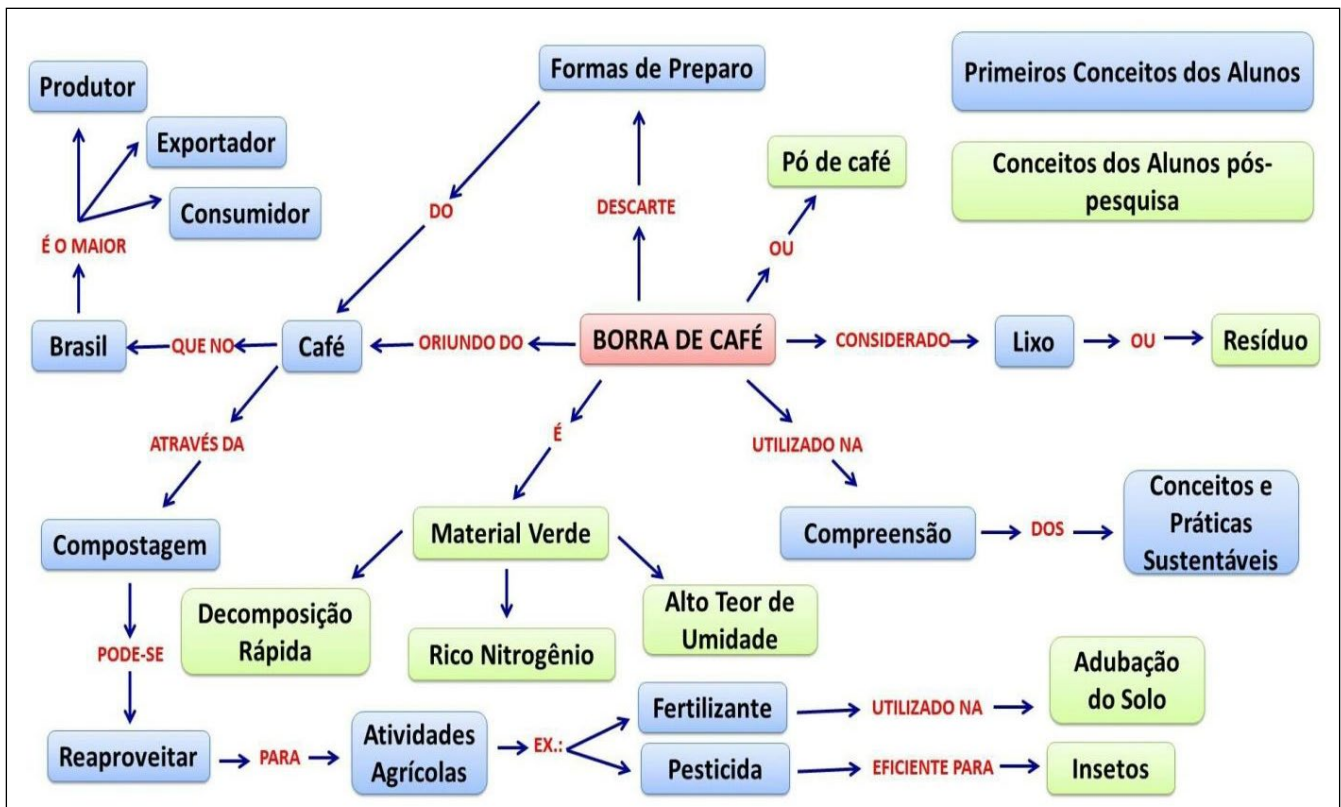 Produtor
Exportador
Consumidor
É O MAIOR
Formas de Preparo
Primeiros Conceitos dos Alunos
Conceitos dos Alunos pós-
pesquisa
Pó de café
DO
DESCARTE
OU
Brasil
QUE NO
Café
ORIUNDO DO
BORRA DE CAFÉ
CONSIDERADO
Lixo
OU
Resíduo
ATRAVÉS DA
É
UTILIZADO NA
Compostagem
Material Verde
Compreensão
DOS
Conceitos e
Práticas
Sustentáveis
Decomposição
Rápida
Rico Nitrogênio
Alto Teor de
Umidade
PODE-SE
Reaproveitar
PARA
Atividades
Agrícolas
EX.:
Fertilizante
UTILIZADO NA
Adubação
do Solo
Pesticida
EFICIENTE PARA
Insetos